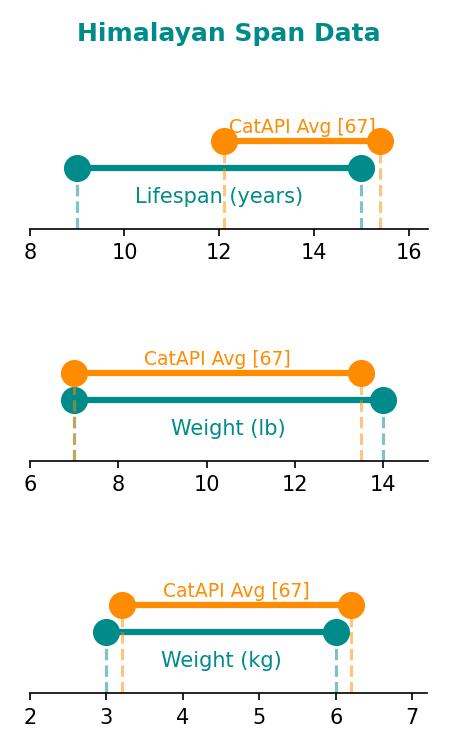 Himalayan Span Data
CatAPI Avg [67]
Lifespan (years)
8 10 12 14 16
CatAPI Avg [67]
Weight (lb)
6 8 10 12 14
CatAPI Avg [67]
Weight (kg)
2 3 4 5 6 7